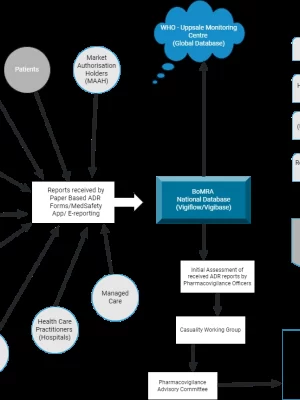 WHO - Uppsale Monitoring
Centre
(Global Database)
Patients
Market
Authorisation
Holders
(MAAH)
Reports received by
Paper Based ADR
Forms/MedSafety
App/ E-reporting
BoMRA
National Database
(Vigiflow/Vigibase)
Initial Assessment of
received ADR reports by
Pharmacovigilance Officers
Managed
Care
Health Care
Practitioners
(Hospitals)
Casuality Working Group
Pharmacovigilance
Advisory Committee